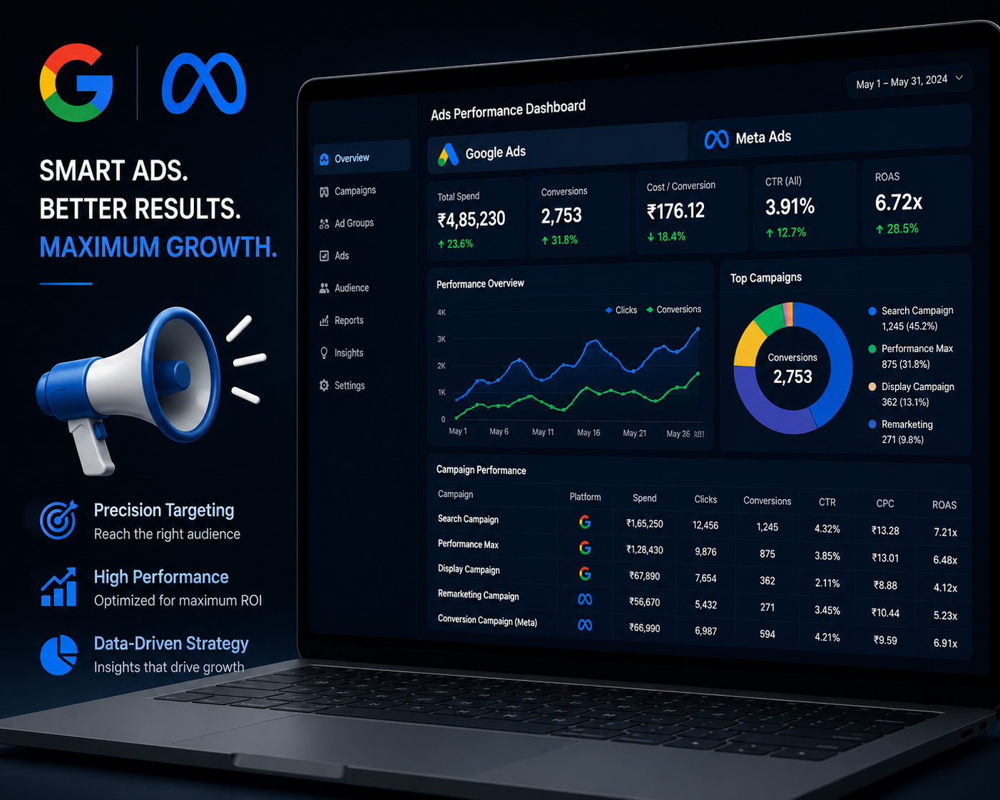 SMART ADS.
BETTER RESULTS.
MAXIMUM GROWTH.
Precision Targeting
Reach the right audience
High Performance
Optimized for maximum ROI
Data-Driven Strategy
Insights that drive growth
Ads Performance Dashboard
May 1 – May 31, 2024
Overview
Campaigns
Ad Groups
Ads
Audience
Reports
Insights
Settings
Google Ads
Meta Ads
Total Spend
₹4,85,230
↑ 23.6%
Conversions
2,753
↑ 31.8%
Cost / Conversion
₹176.12
↓ 18.4%
CTR (All)
3.91%
↑ 12.7%
ROAS
6.72x
↑ 28.5%
Performance Overview
Clicks Conversions
4K
3K
2K
1K
0
May 1 May 6 May 11 May 16 May 21 May 26
Top Campaigns
Conversions
2,753
Search Campaign
1,245 (45.2%)
Performance Max
875 (31.8%)
Display Campaign
362 (13.1%)
Remarketing
271 (9.8%)
Campaign Performance
Campaign Platform Spend Clicks Conversions CTR CPC ROAS
Search Campaign ₹1,65,250 12,456 1,245 4.32% ₹13.28 7.21x
Performance Max ₹1,28,430 9,876 875 3.85% ₹13.01 6.48x
Display Campaign ₹67,890 7,654 362 2.11% ₹8.88 4.12x
Remarketing Campaign ₹56,670 5,432 271 3.45% ₹10.44 5.23x
Conversion Campaign (Meta) ₹66,990 6,987 594 4.21% ₹9.59 6.91x